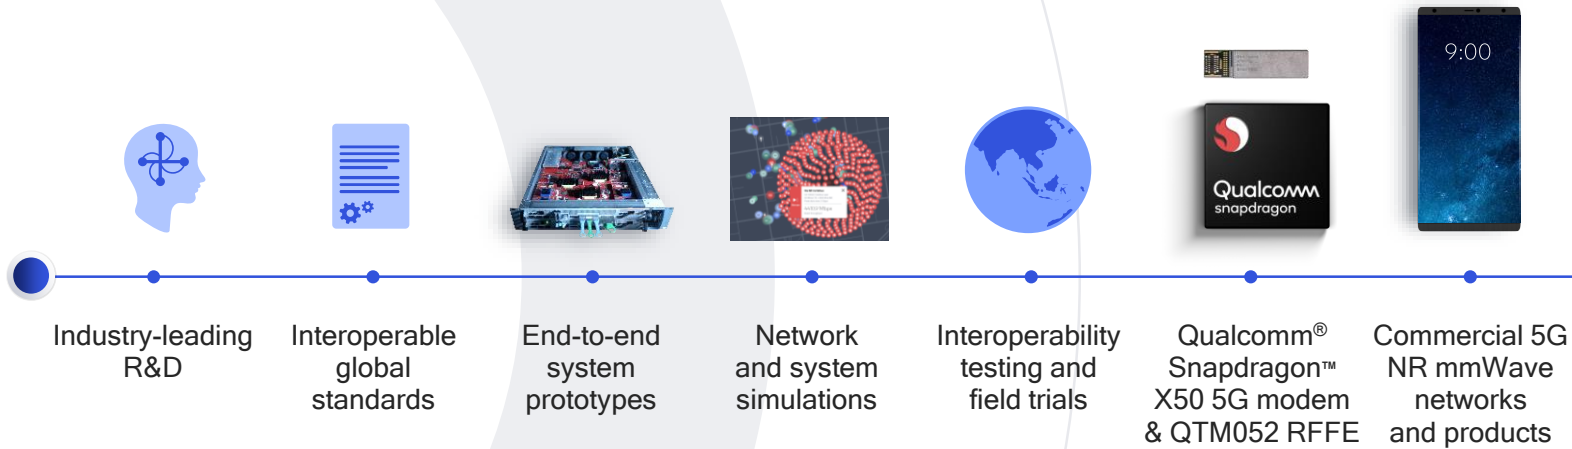 9:00
Qualcomm
snapdragon
Industry-leading
R&D
Interoperable
global
standards
End-to-end
system
prototypes
Network
and system
simulations
Interoperability
testing and
field trials
Qualcomm®
Snapdragon™
X50 5G modem
& QTM052 RFFE
Commercial 5G
NR mmWave
networks
and products